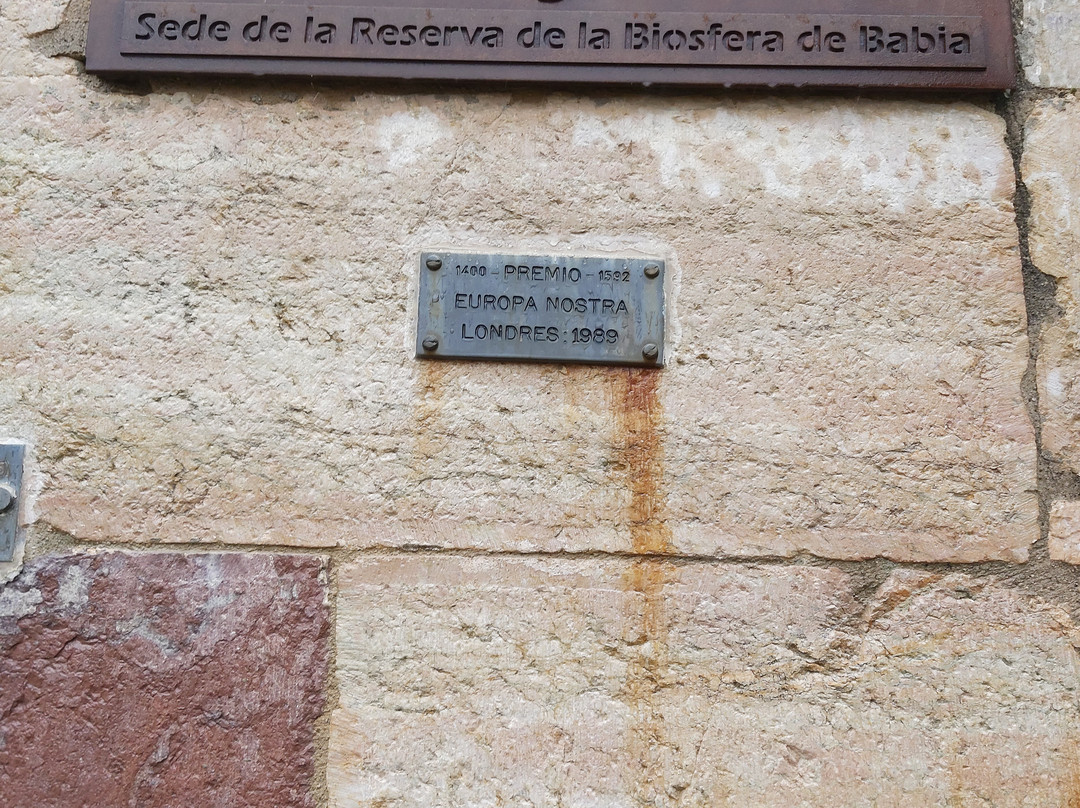 Sede de la Reserva de la Biosfera de Babia
1400 - PREMIO - 1592
EUROPA NOSTRA
LONDRES : 1989